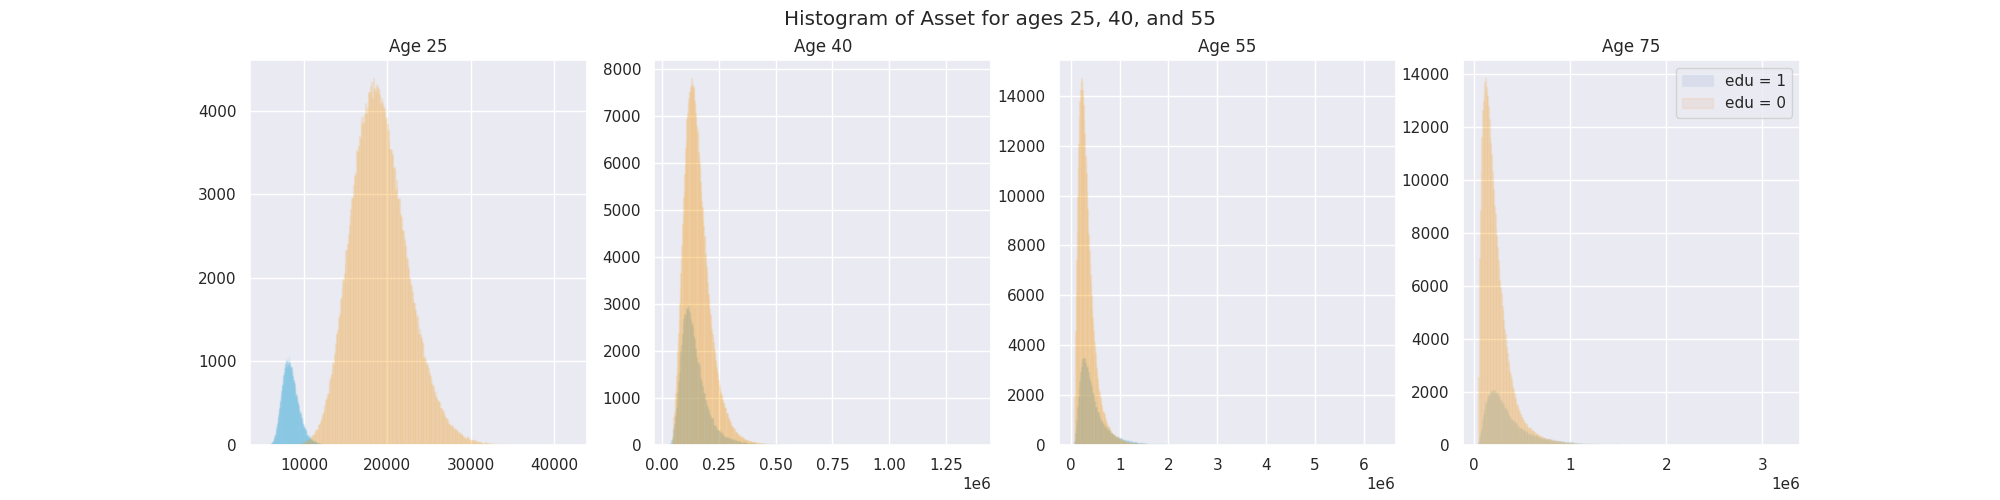 Histogram of Asset for ages 25, 40, and 55
Age 25
4000
3000
2000
1000
0
10000 20000 30000 40000
Age 40
8000
7000
6000
5000
4000
3000
2000
1000
0
0.00 0.25 0.50 0.75 1.00 1.25
1e6
Age 55
14000
12000
10000
8000
6000
4000
2000
0
0 1 2 3 4 5 6
1e6
Age 75
14000
12000
10000
8000
6000
4000
2000
0
edu = 1
edu = 0
0 1 2 3
1e6